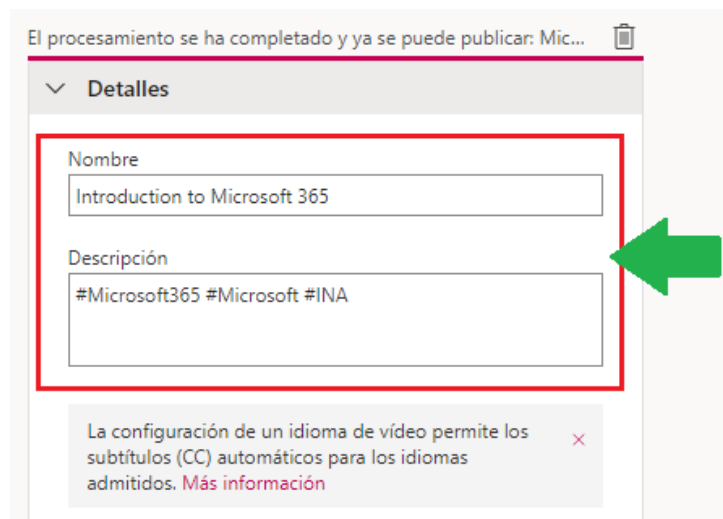 El procesamiento se ha completado y ya se puede publicar: Mic...
Detalles
Nombre
Introduction to Microsoft 365
Descripción
#Microsoft365 #Microsoft #INA
La configuración de un idioma de vídeo permite los
subtítulos (CC) automáticos para los idiomas
admitidos. Más información